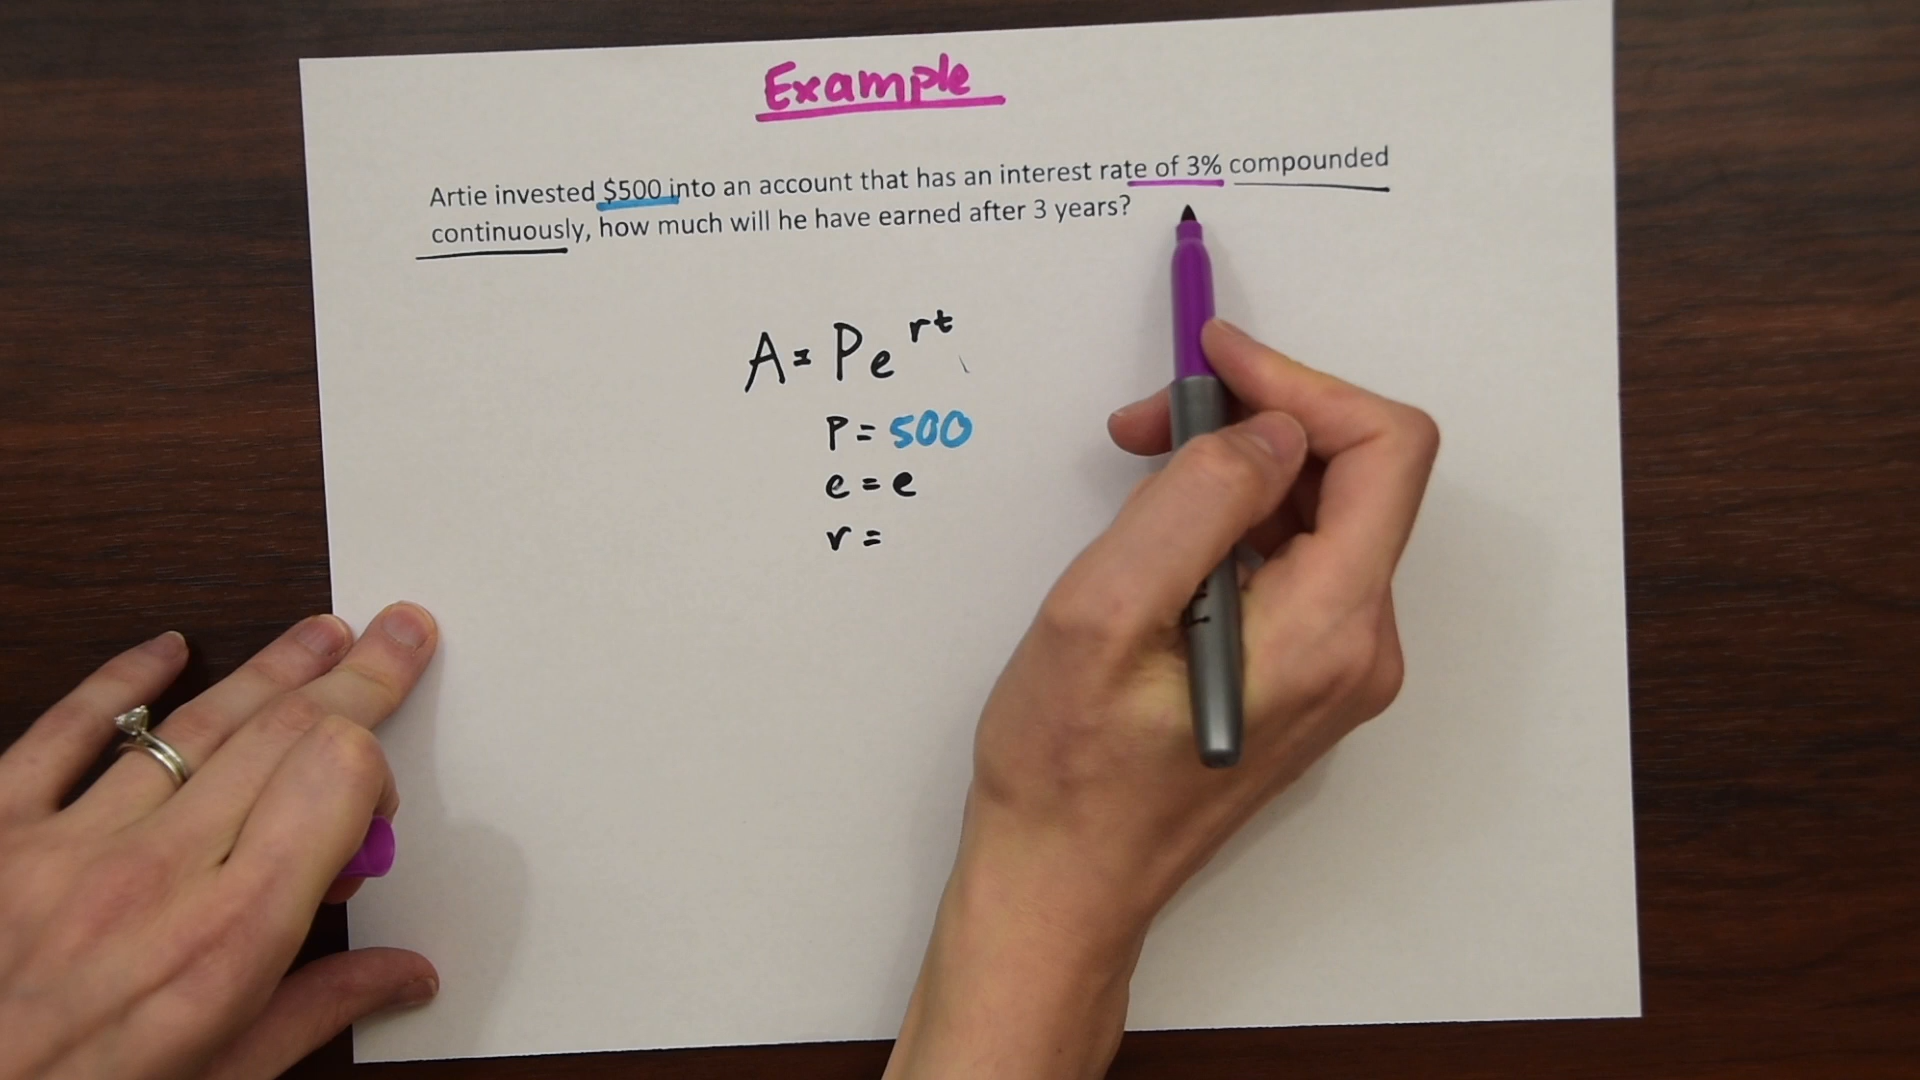 Example
Artie invested $500 into an account that has an interest rate of 3% compounded
continuously, how much will he have earned after 3 years?
A = Pe^rt
P = 500
e = e
r =